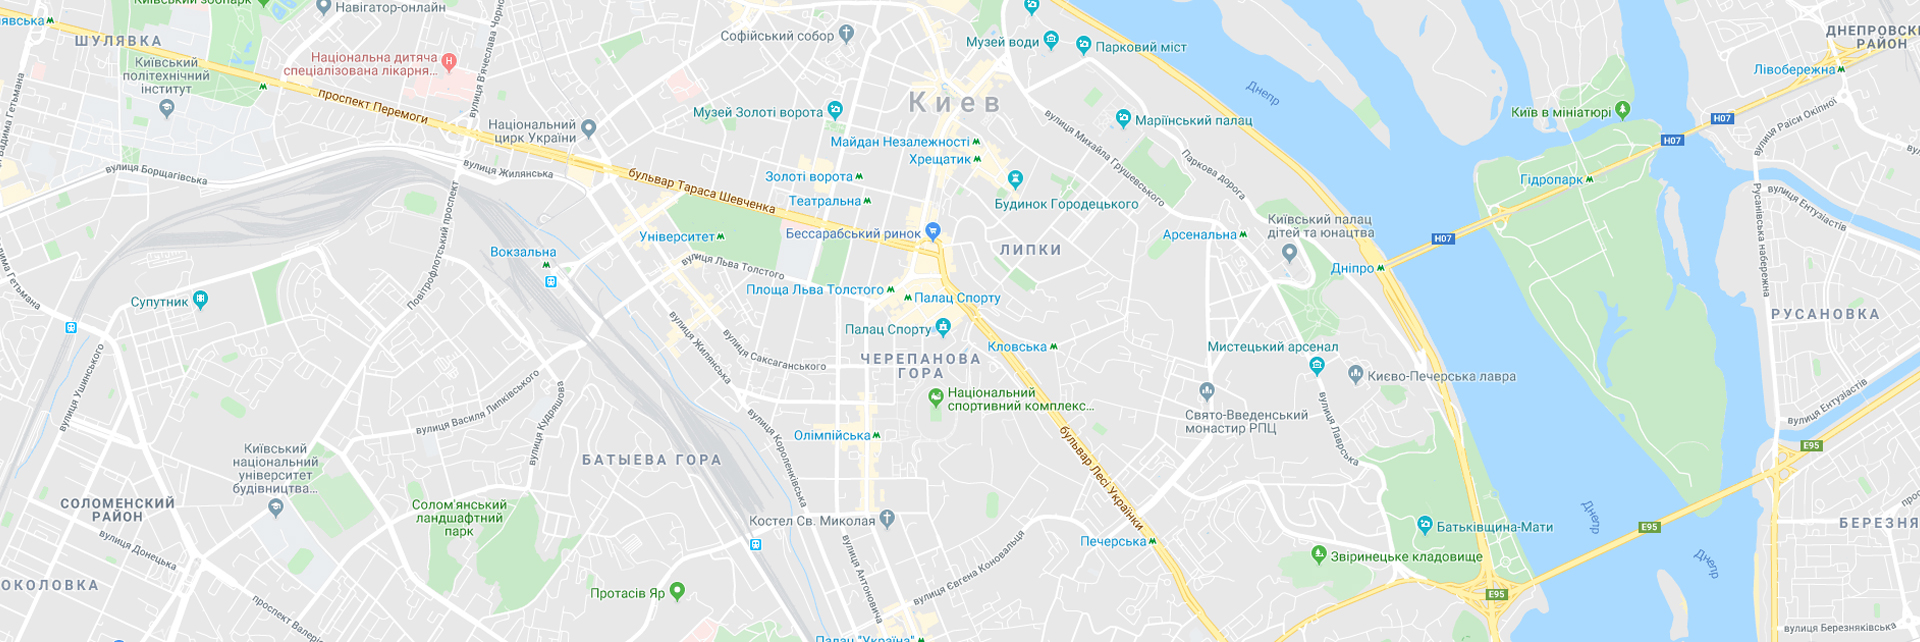 Київський зоопарк
Навігатор-онлайн
ШУЛЯВКА
Київський
політехнічний
інститут
Національна дитяча
спеціалізована лікарня...
вулиця В'ячеслава Чорно
проспект Перемоги
Національний
цирк України
вулиця Борщагівська
вулиця Жилянська
Повітрофлотський проспект
Софійський собор
Музей води
Парковий міст
Киев
Музей Золоті ворота
Маріїнський палац
Майдан Незалежності
Хрещатик
вулиця Михайла Грушевського
Паркова дорога
Золоті ворота
бульвар Тараса Шевченка
Театральна
Будинок Городецького
Університет
Бессарабський ринок
ЛИПКИ
Арсенальна
Київський палац
дітей та юнацтва
Вокзальна
вулиця Льва Толстого
Площа Льва Толстого
Палац Спорту
Дніпро
Супутник
Палац Спорту
Кловська
Мистецький арсенал
ЧЕРЕПАНОВА
ГОРА
вулиця Саксаганського
вулиця Жилянська
Києво-Печерська лавра
Національний
спортивний комплекс...
Свято-Введенський
монастир РПЦ
вулиця Лаврська
вулиця Ушинського
вулиця Василя Липківського
вулиця Кудряшова
вулиця Короленківська
Олімпійська
бульвар Лесі Українки
Київський
національний
університет
будівництва...
БАТЫЕВА ГОРА
СОЛОМЕНСКИЙ
РАЙОН
Солом'янський
ландшафтний
парк
Костел Св. Миколая
Печерська
Батьківщина-Мати
Звіринецьке кладовище
вулиця Донецька
вулиця Антоновича
вулиця Євгена Коновальця
ОКОЛОВКА
Протасів Яр
проспект Валері
Палац "Україна"
Днепр
ДНЕПРОВСКИ
РАЙОН
Лівобережна
Київ в мініатюрі
H07
H07
H07
вулиця Раїси Окіпної
Гідропарк
вулиця Ентузіастів
Русанівська набережна
РУСАНОВКА
вулиця Ентузіастів
E95
E95
E95
Днепр
Днепр
БЕРЕЗНЯ
вулиця Березняківська